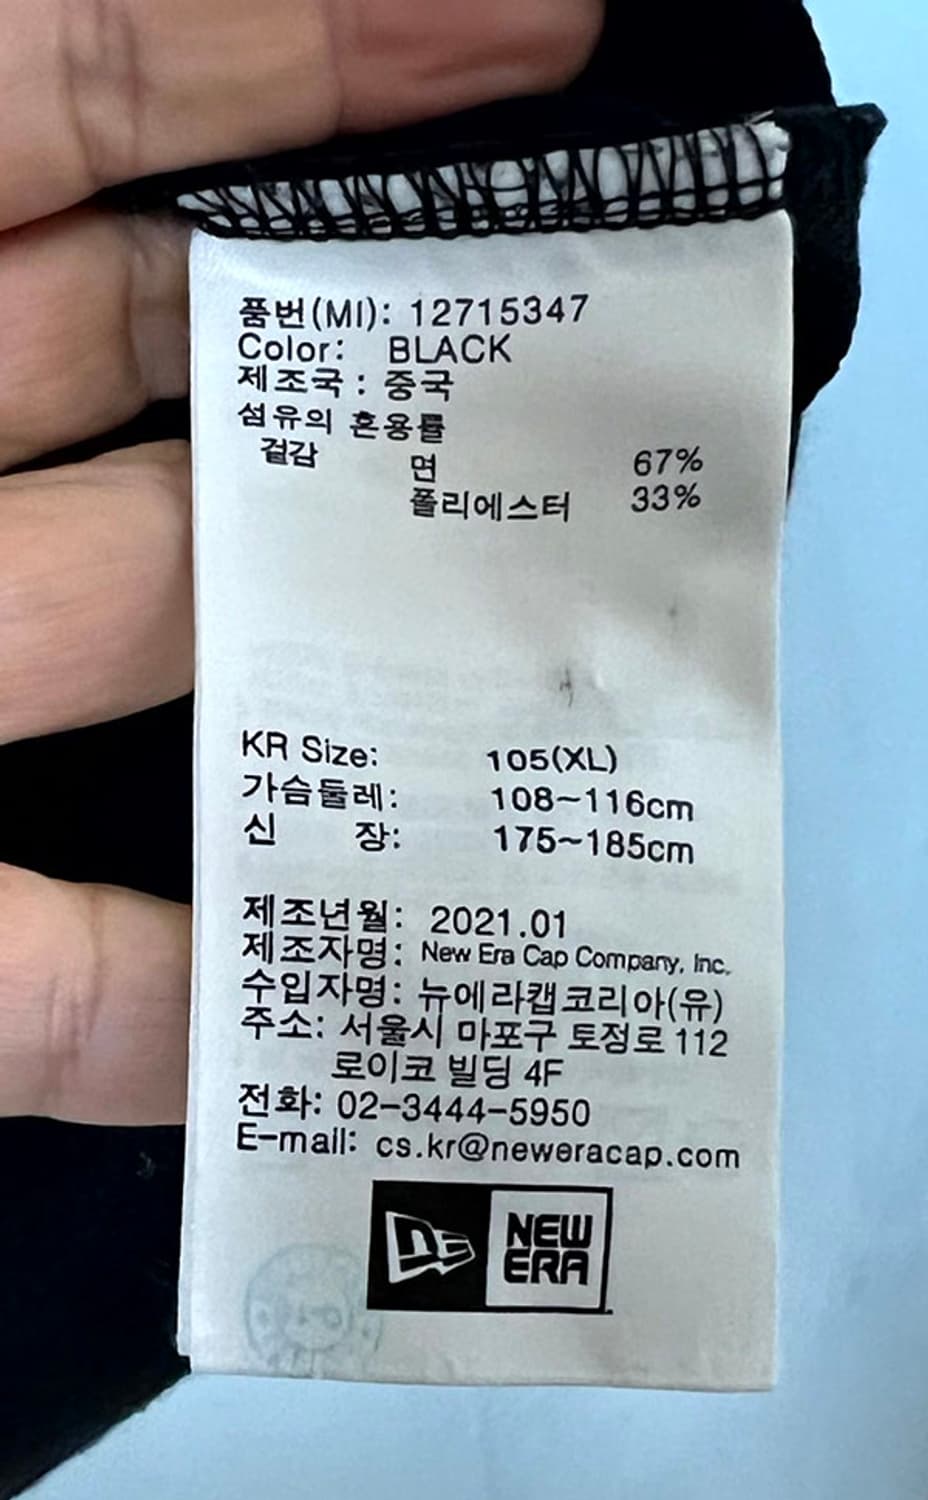 품번(MI): 12715347
Color: BLACK
제조국 : 중국
섬유의 혼용률
겉감 면 67%
폴리에스터 33%
KR Size: 105(XL)
가슴둘레: 108~116cm
신 장: 175~185cm
제조년월: 2021.01
제조자명: New Era Cap Company, Inc.
수입자명: 뉴에라캡코리아(유)
주소: 서울시 마포구 토정로 112
로이코 빌딩 4F
전화: 02-3444-5950
E-mail: cs.kr@neweracap.com
NEW
ERA